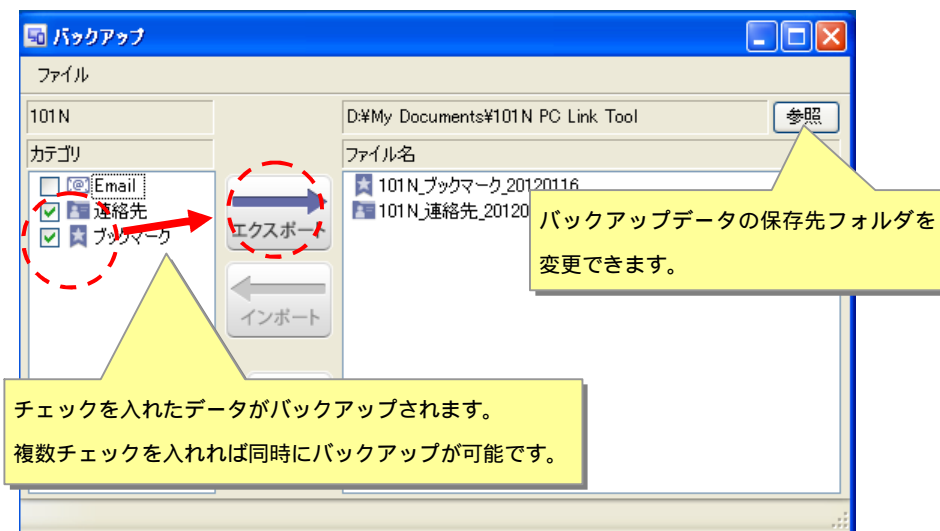 バックアップ
ファイル
101N
D:¥My Documents¥101N PC Link Tool
参照
カテゴリ
ファイル名
Email
連絡先
ブックマーク
エクスポート
インポート
101N_ブックマーク_20120116
101N_連絡先_20120
バックアップデータの保存先フォルダを
変更できます。
チェックを入れたデータがバックアップされます。
複数チェックを入れれば同時にバックアップが可能です。